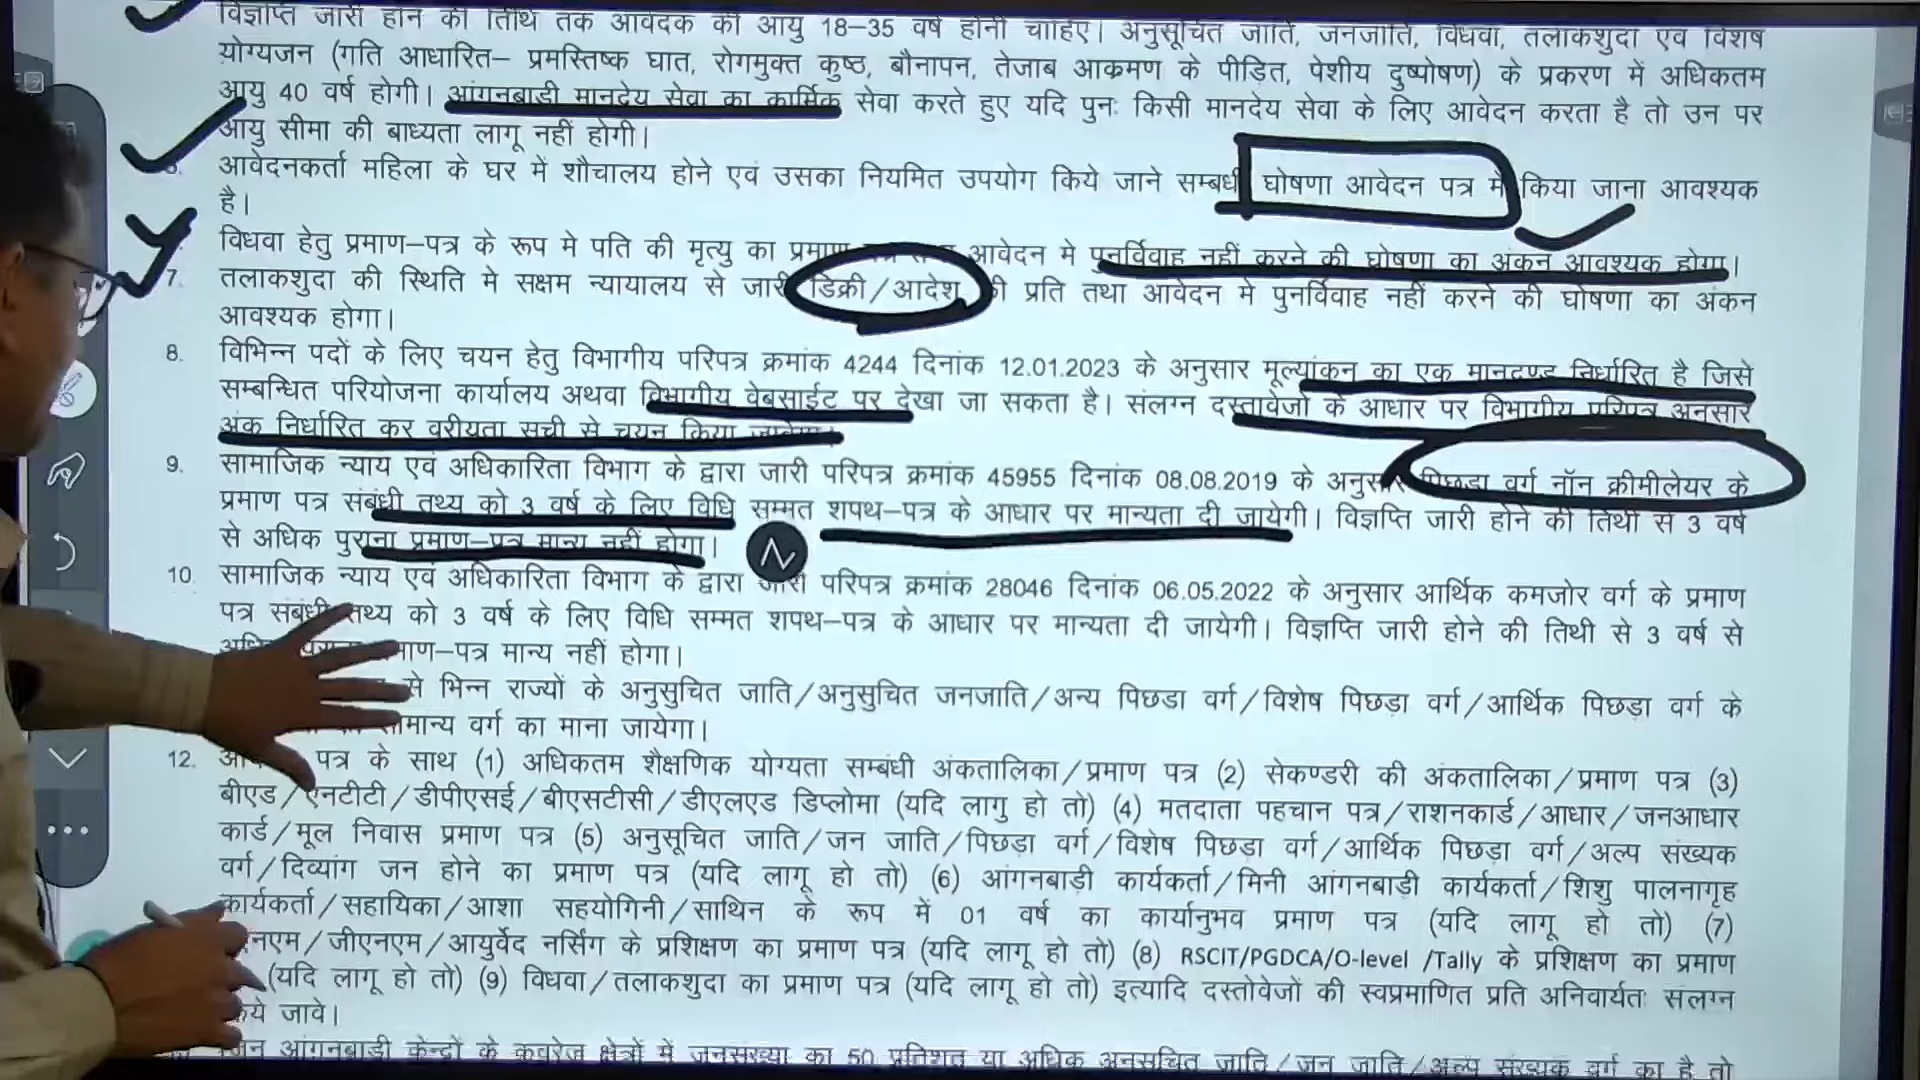 विज्ञप्ति जारी होने की तिथि तक आवेदक की आयु 18–35 वर्ष होनी चाहिए। अनुसूचित जाति, जनजाति, विधवा, तलाकशुदा एवं विशेष
योग्यजन (गति आधारित– प्रमस्तिष्क घात, रोगमुक्त कुष्ठ, बौनापन, तेजाब आक्रमण के पीड़ित, पेशीय दुष्पोषण) के प्रकरण में अधिकतम
आयु 40 वर्ष होगी। आंगनबाडी मानदेय सेवा का कार्मिक सेवा करते हुए यदि पुनः किसी मानदेय सेवा के लिए आवेदन करता है तो उन पर
आयु सीमा की बाध्यता लागू नहीं होगी।
आवेदनकर्ता महिला के घर में शौचालय होने एवं उसका नियमित उपयोग किये जाने सम्बधी घोषणा आवेदन पत्र में किया जाना आवश्यक
है।
विधवा हेतु प्रमाण–पत्र के रूप मे पति की मृत्यु का प्रमाण आवेदन मे पुनर्विवाह नहीं करने की घोषणा का अंकन आवश्यक होगा।
7. तलाकशुदा की स्थिति मे सक्षम न्यायालय से जारी डिक्री/आदेश की प्रति तथा आवेदन मे पुनर्विवाह नहीं करने की घोषणा का अंकन
आवश्यक होगा।
8. विभिन्न पदों के लिए चयन हेतु विभागीय परिपत्र क्रमांक 4244 दिनांक 12.01.2023 के अनुसार मूल्यांकन का एक मानदण्ड निर्धारित है जिसे
सम्बन्धित परियोजना कार्यालय अथवा विभागीय वेबसाईट पर देखा जा सकता है। संलग्न दस्तावेजों के आधार पर विभागीय परिपत्र अनुसार
अंक निर्धारित कर वरीयता सूची से चयन किया जावेगा।
9. सामाजिक न्याय एवं अधिकारिता विभाग के द्वारा जारी परिपत्र क्रमांक 45955 दिनांक 08.08.2019 के अनुसार पिछडा वर्ग नॉन क्रीमीलेयर के
प्रमाण पत्र संबंधी तथ्य को 3 वर्ष के लिए विधि सम्मत शपथ–पत्र के आधार पर मान्यता दी जायेगी। विज्ञप्ति जारी होने की तिथी से 3 वर्ष
से अधिक पुराना प्रमाण–पत्र मान्य नहीं होगा।
10. सामाजिक न्याय एवं अधिकारिता विभाग के द्वारा जारी परिपत्र क्रमांक 28046 दिनांक 06.05.2022 के अनुसार आर्थिक कमजोर वर्ग के प्रमाण
पत्र संबंधी तथ्य को 3 वर्ष के लिए विधि सम्मत शपथ–पत्र के आधार पर मान्यता दी जायेगी। विज्ञप्ति जारी होने की तिथी से 3 वर्ष से
मान्य नहीं होगा।
से भिन्न राज्यों के अनुसुचित जाति/अनुसुचित जनजाति/अन्य पिछडा वर्ग/विशेष पिछडा वर्ग/आर्थिक पिछडा वर्ग के
वर्ग का माना जायेगा।
12. पत्र के साथ (1) अधिकतम शैक्षणिक योग्यता सम्बंधी अंकतालिका/प्रमाण पत्र (2) सेकण्डरी की अंकतालिका/प्रमाण पत्र (3)
बीएड/एनटीटी/डीपीएसई/बीएसटीसी/डीएलएड डिप्लोमा (यदि लागु हो तो) (4) मतदाता पहचान पत्र/राशनकार्ड/आधार/जनआधार
कार्ड/मूल निवास प्रमाण पत्र (5) अनुसूचित जाति/जन जाति/पिछडा वर्ग/विशेष पिछडा वर्ग/आर्थिक पिछडा वर्ग/अल्प संख्यक
वर्ग/दिव्यांग जन होने का प्रमाण पत्र (यदि लागू हो तो) (6) आंगनबाड़ी कार्यकर्ता/मिनी आंगनबाडी कार्यकर्ता/शिशु पालनागृह
कार्यकर्ता/सहायिका/आशा सहयोगिनी/साथिन के रूप में 01 वर्ष का कार्यानुभव प्रमाण पत्र (यदि लागू हो तो) (7)
/जीएनएम/आयुर्वेद नर्सिंग के प्रशिक्षण का प्रमाण पत्र (यदि लागू हो तो) (8) RSCIT/PGDCA/O-level /Tally के प्रशिक्षण का प्रमाण
(यदि लागू हो तो) (9) विधवा/तलाकशुदा का प्रमाण पत्र (यदि लागू हो तो) इत्यादि दस्तोवेजों की स्वप्रमाणित प्रति अनिवार्यतः संलग्न
जावे।
आंगनबाडी केन्द्रों के कवरेज क्षेत्रों में जनसंख्या का 50 प्रतिशत या अधिक अनुसूचित जाति/जन जाति/अल्प संख्यक वर्ग का है तो